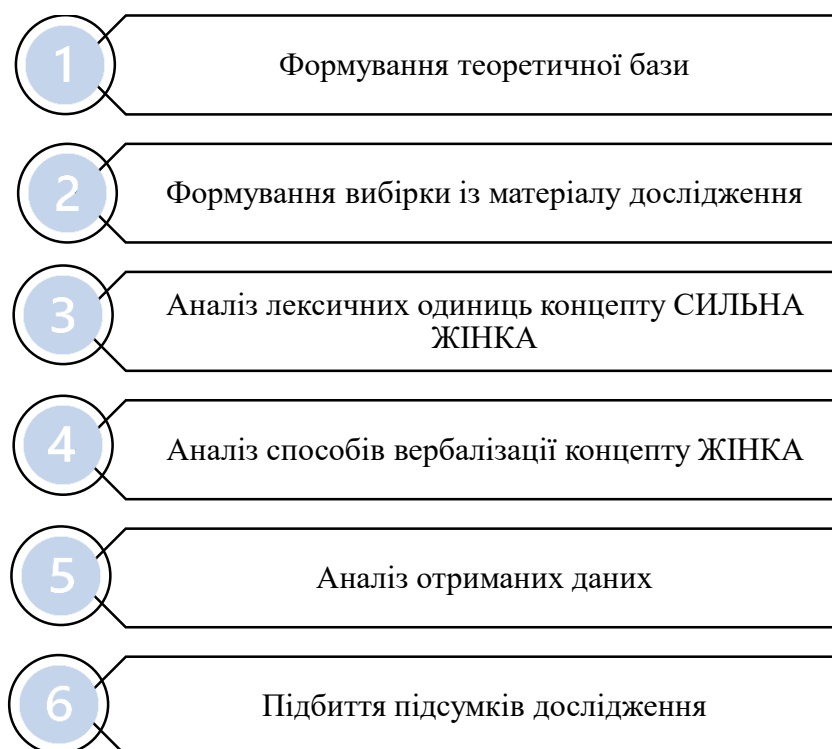 1
Формування теоретичної бази
2
Формування вибірки із матеріалу дослідження
3
Аналіз лексичних одиниць концепту СИЛЬНА
ЖІНКА
4
Аналіз способів вербалізації концепту ЖІНКА
5
Аналіз отриманих даних
6
Підбиття підсумків дослідження